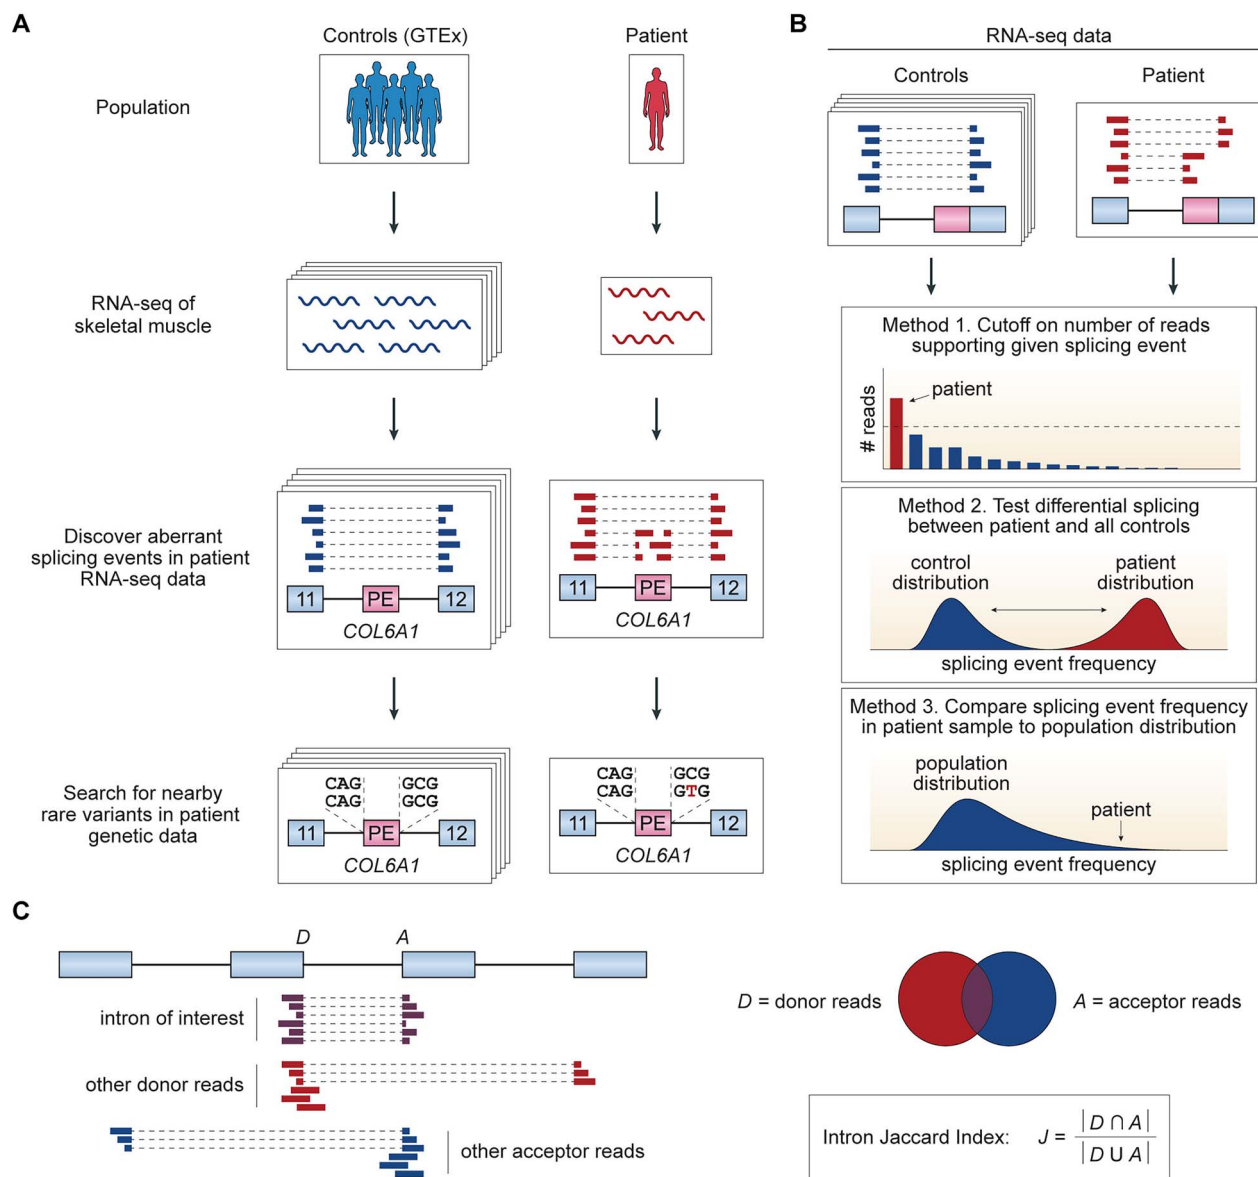 A
Controls (GTEx)
Patient
Population
RNA-seq of
skeletal muscle
Discover aberrant
splicing events in patient
RNA-seq data
11
PE
12
COL6A1
11
PE
12
COL6A1
Search for nearby
rare variants in patient
genetic data
CAG
GCG
CAG
GCG
11
PE
12
COL6A1
CAG
GCG
CAG
GTG
11
PE
12
COL6A1
B
RNA-seq data
Controls
Patient
Method 1. Cutoff on number of reads
supporting given splicing event
# reads
patient
Method 2. Test differential splicing
between patient and all controls
control
distribution
patient
distribution
splicing event frequency
Method 3. Compare splicing event frequency
in patient sample to population distribution
population
distribution
patient
splicing event frequency
C
D
A
intron of interest
other donor reads
other acceptor reads
D = donor reads
A = acceptor reads
Intron Jaccard Index: J = |D ∩ A| / |D ∪ A|